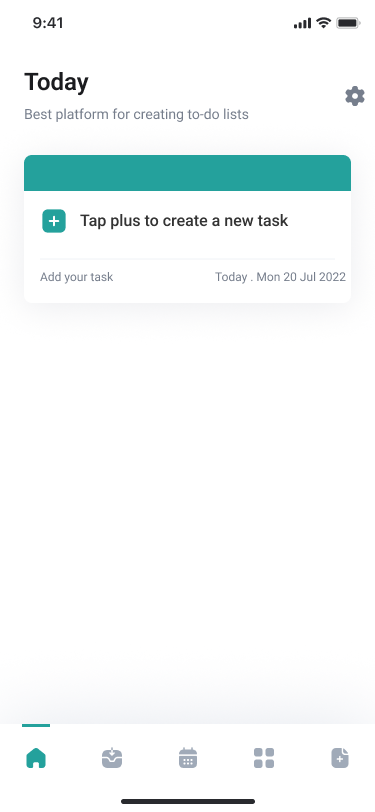 9:41
Today
Best platform for creating to-do lists
Tap plus to create a new task
Add your task
Today . Mon 20 Jul 2022